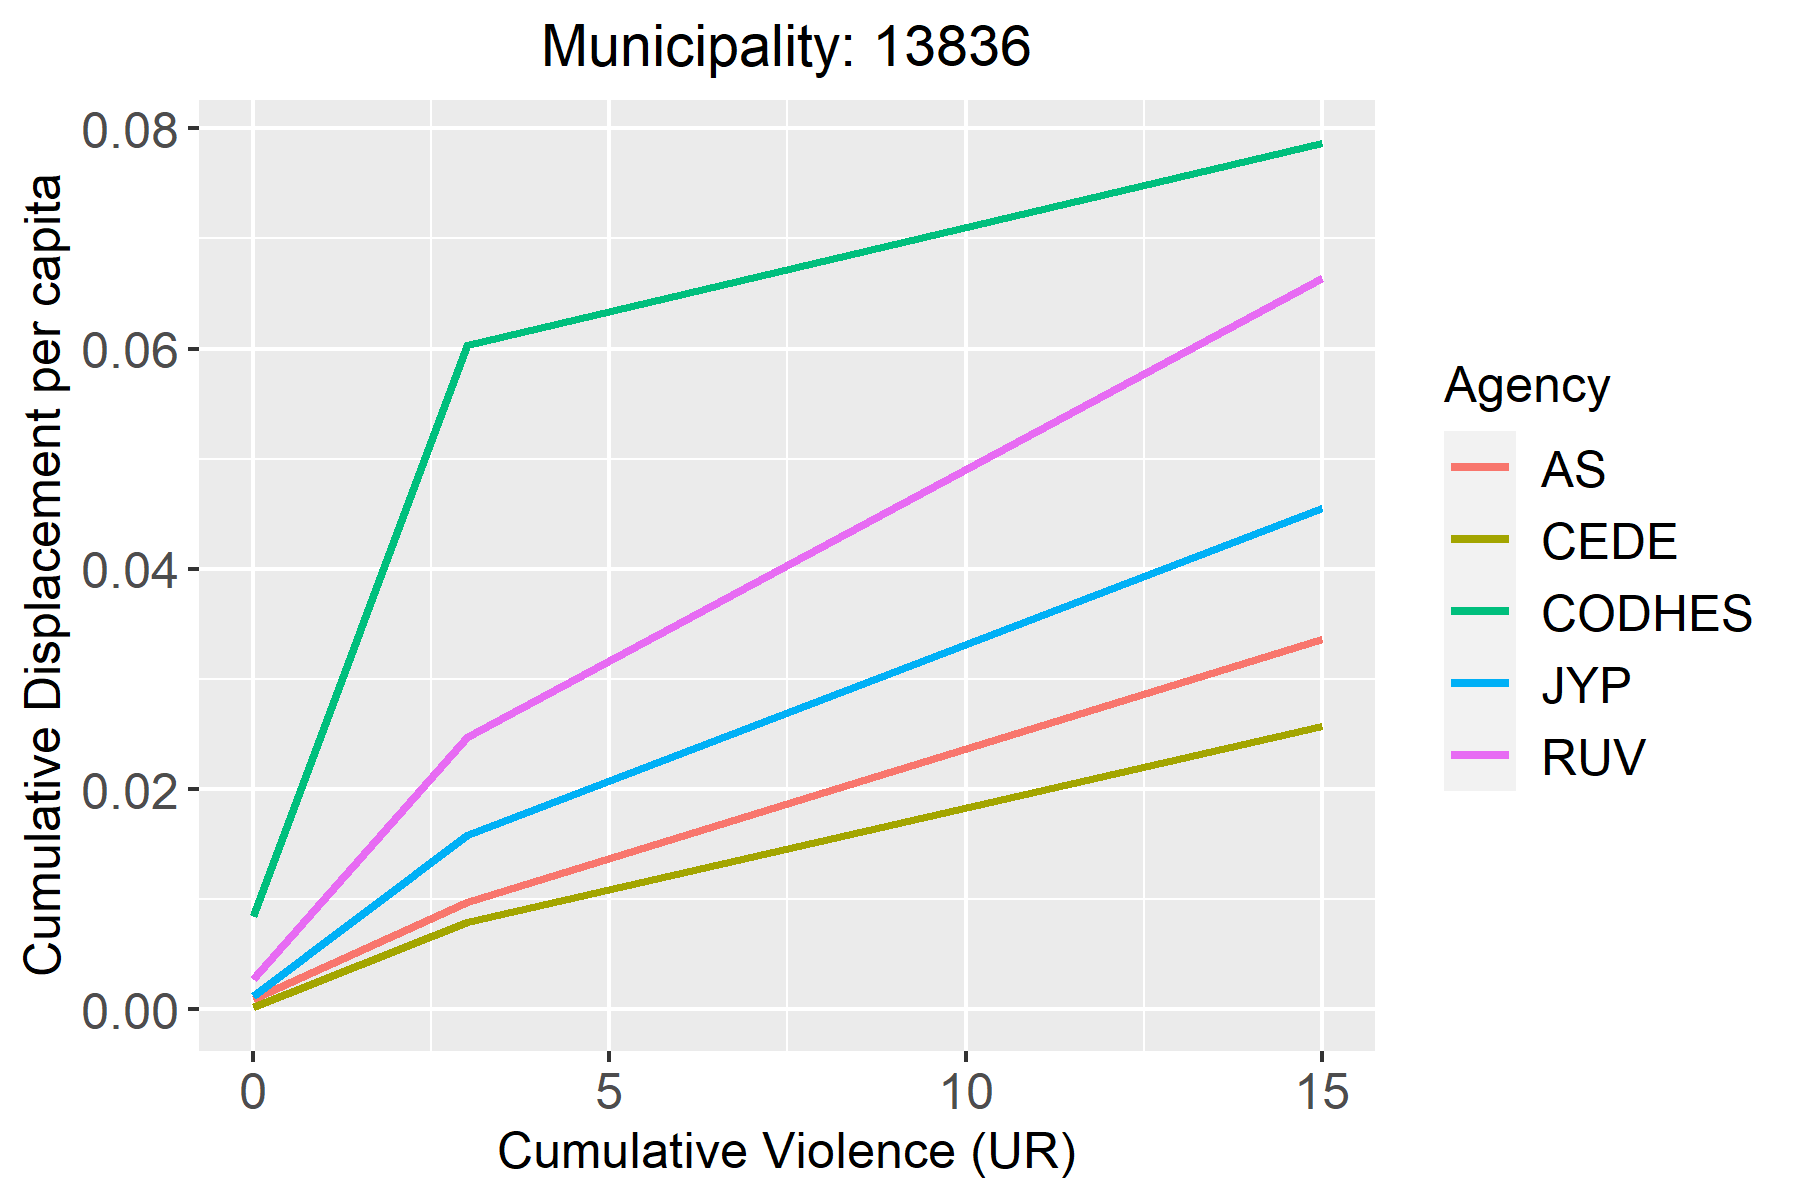 Municipality: 13836
Cumulative Displacement per capita
0.08
0.06
0.04
0.02
0.00
0 5 10 15
Cumulative Violence (UR)
Agency
AS
CEDE
CODHES
JYP
RUV